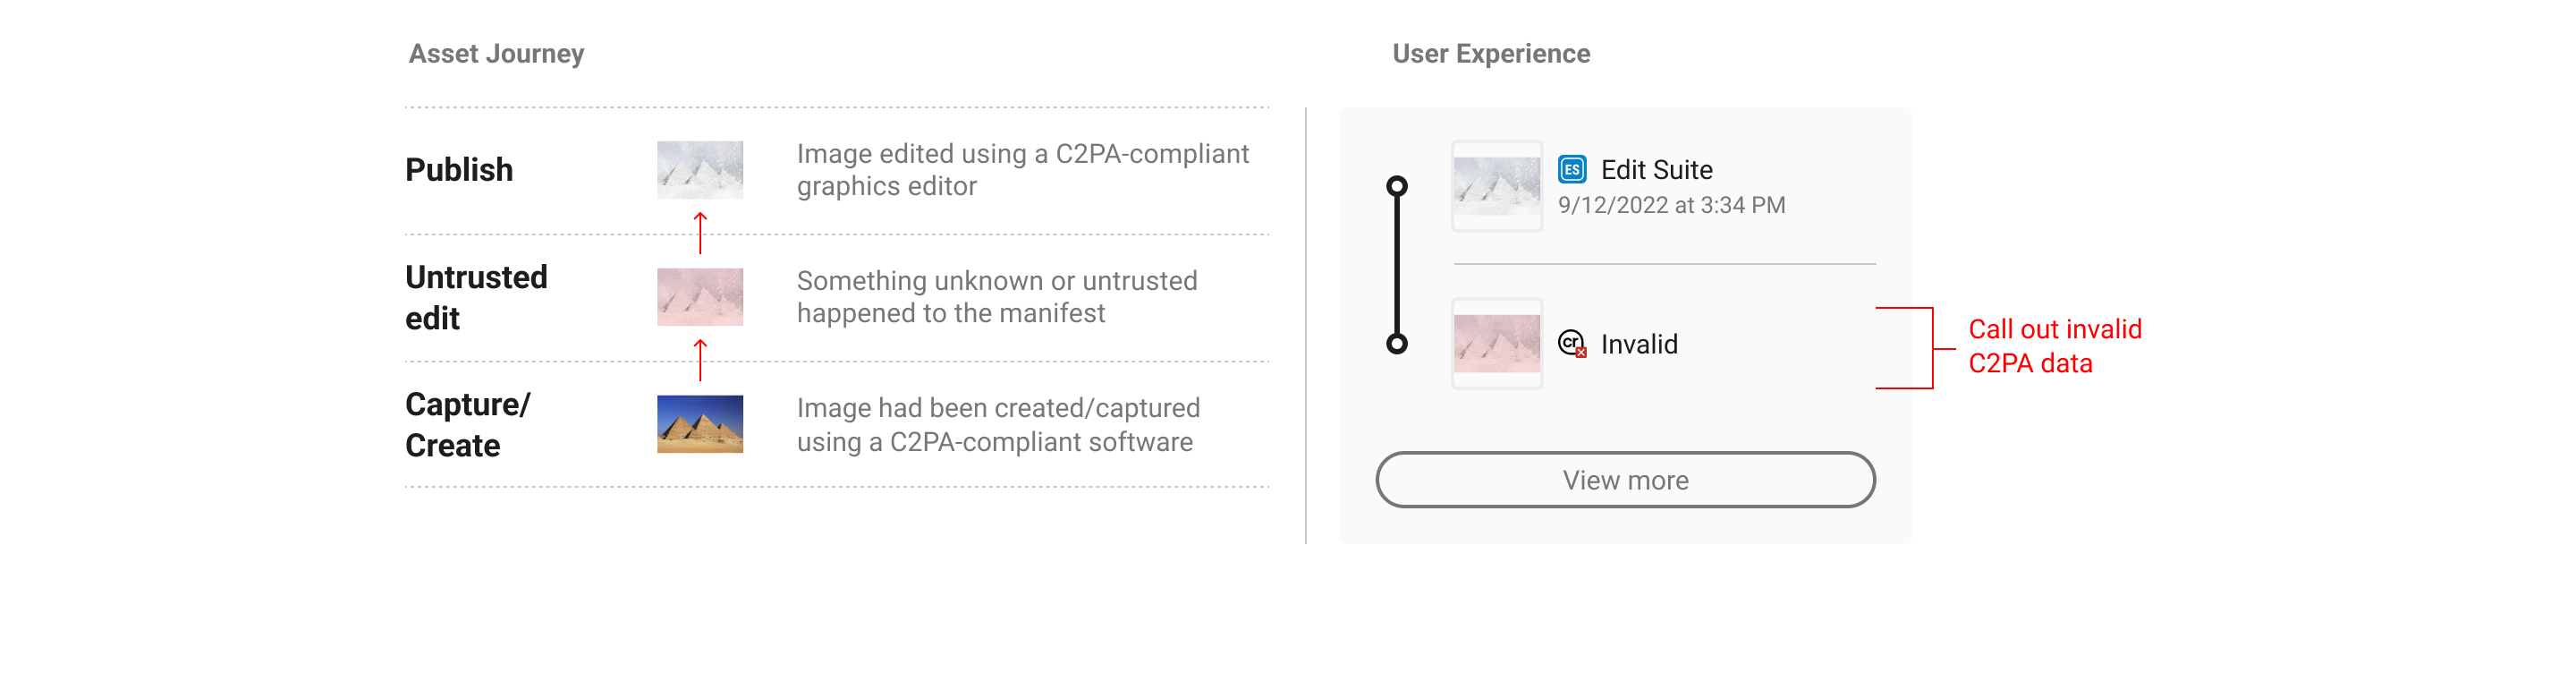 Asset Journey
User Experience
Publish
Image edited using a C2PA-compliant
graphics editor
Untrusted
edit
Something unknown or untrusted
happened to the manifest
Capture/
Create
Image had been created/captured
using a C2PA-compliant software
ES Edit Suite
9/12/2022 at 3:34 PM
cr Invalid
View more
Call out invalid
C2PA data